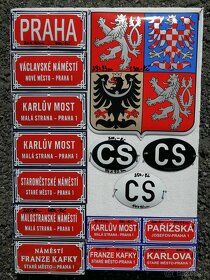 PRAHA
VÁCLAVSKÉ NÁMĚSTÍ
NOVÉ MĚSTO - PRAHA 1
KARLŮV MOST
MALÁ STRANA - PRAHA 1
KARLŮV MOST
MALÁ STRANA - PRAHA 1
STAROMĚSTSKÉ NÁMĚSTÍ
STARÉ MĚSTO - PRAHA 1
MALOSTRANSKÉ NÁMĚSTÍ
MALÁ STRANA - PRAHA 1
NÁMĚSTÍ
FRANZE KAFKY
STARÉ MĚSTO - PRAHA 1
CS
CS
CS
KARLŮV MOST
MALÁ STRANA - PRAHA 1
PAŘÍŽSKÁ
JOSEFOV - PRAHA 1
FRANZE KAFKY
STARÉ MĚSTO - PRAHA 1
KARLOVA
STARÉ MĚSTO - PRAHA 1